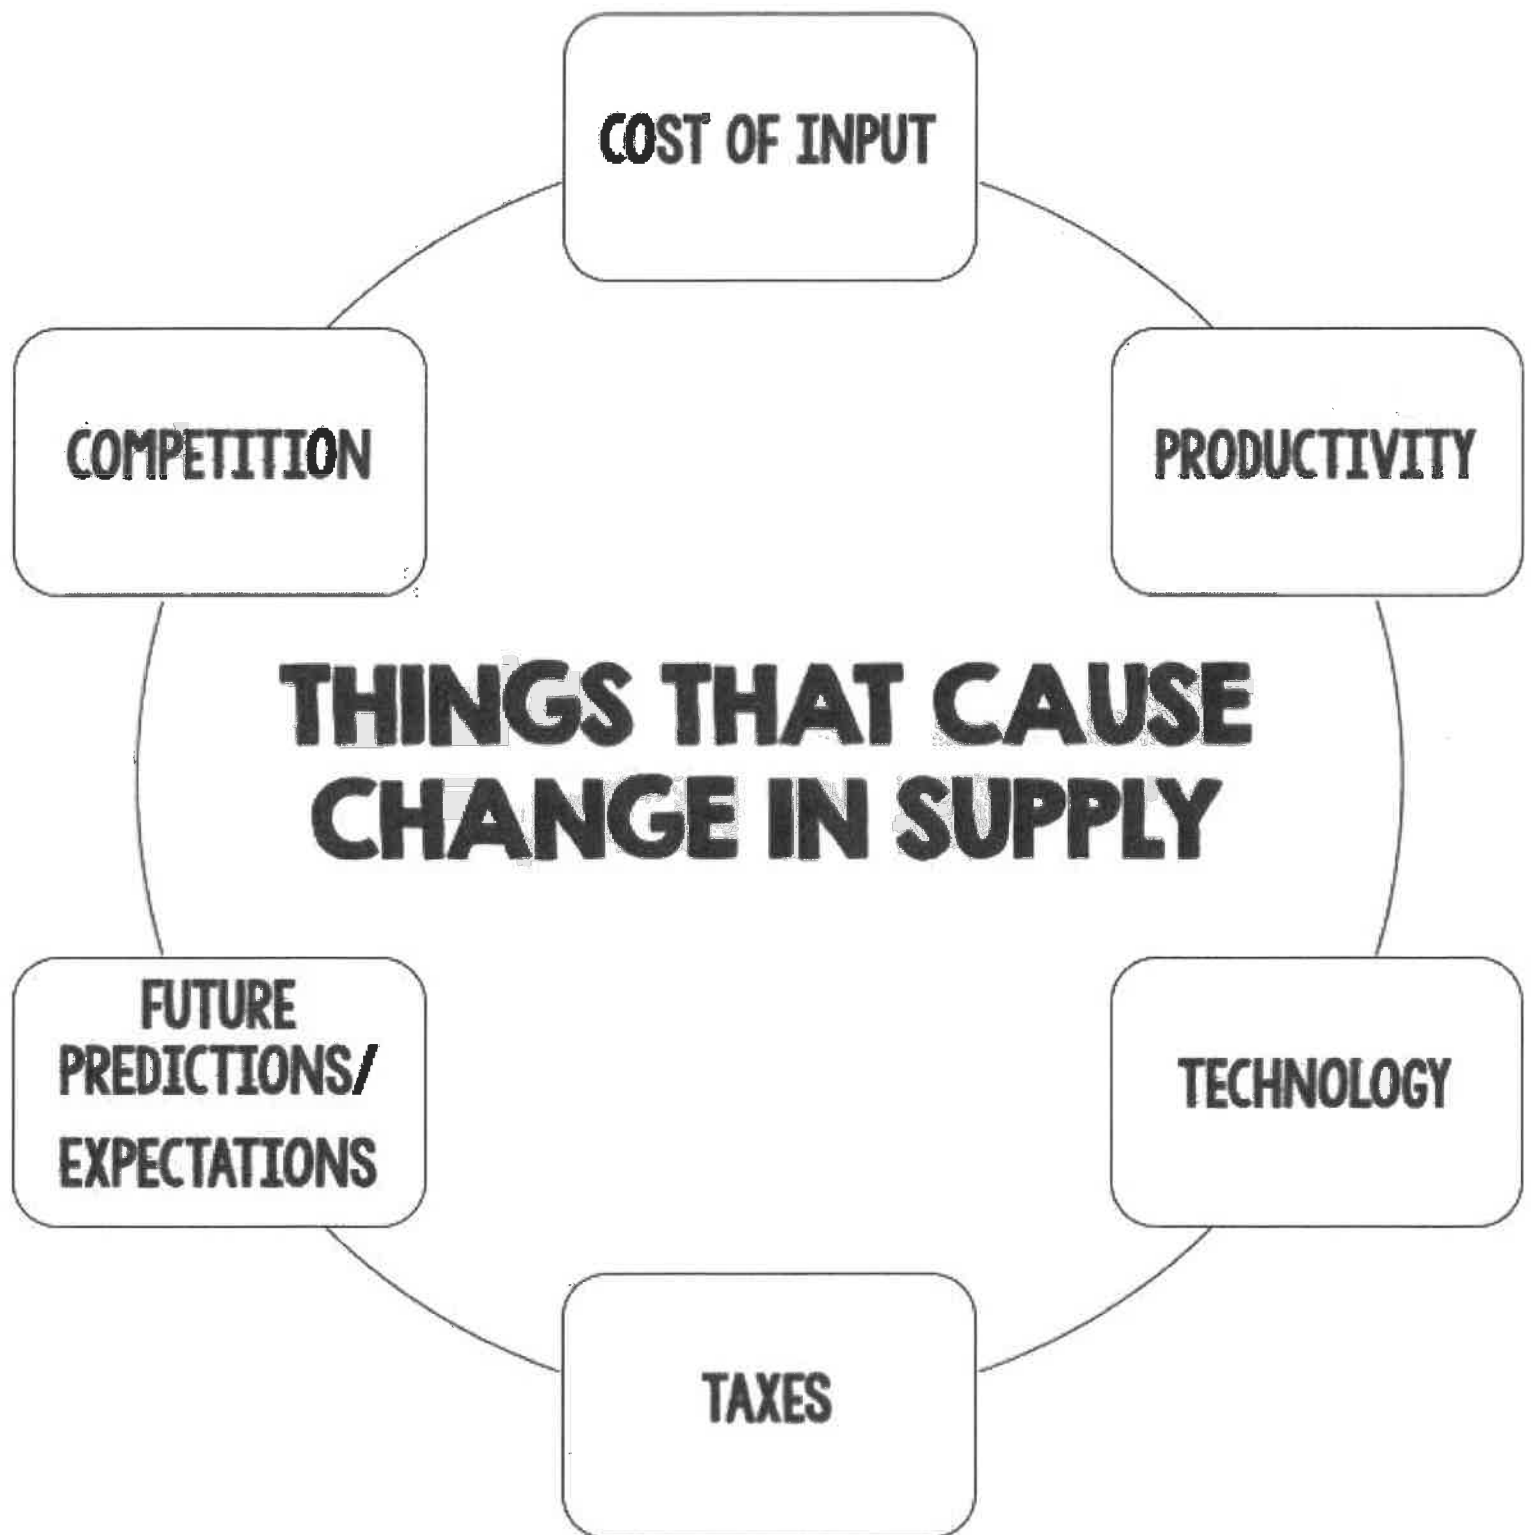 COST OF INPUT
COMPETITION
PRODUCTIVITY
THINGS THAT CAUSE
CHANGE IN SUPPLY
FUTURE
PREDICTIONS/
EXPECTATIONS
TECHNOLOGY
TAXES